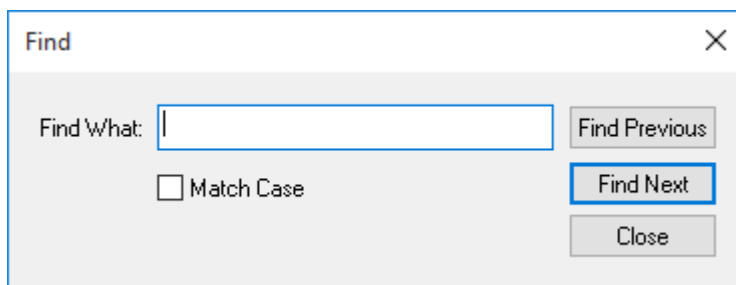 Find
Find What:
Find Previous
Match Case
Find Next
Close